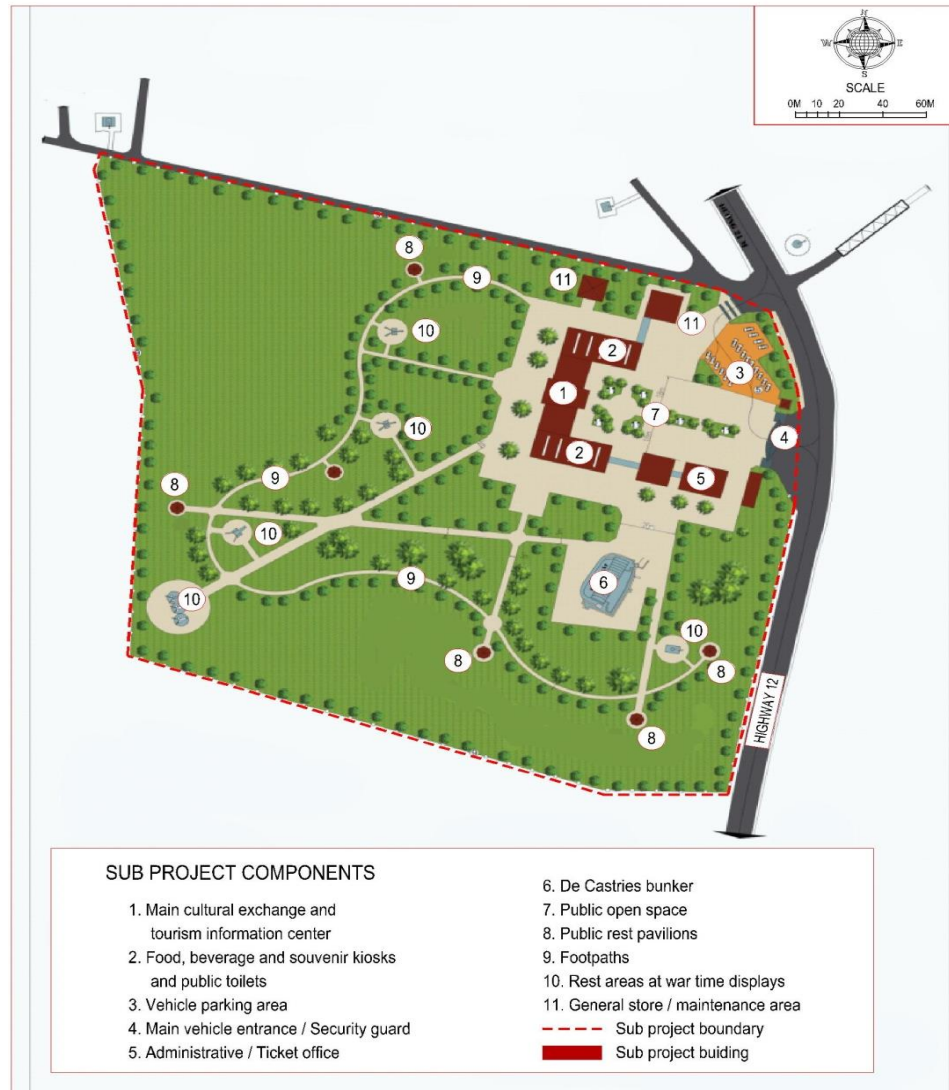 N
W E
S
SCALE
0M 10 20 40 60M
8
9
11
10
11
2
3
1
7
10
4
2
9
5
8
10
9
6
10
10
8
8
8
HIGHWAY 12
SUB PROJECT COMPONENTS
1. Main cultural exchange and
tourism information center
2. Food, beverage and souvenir kiosks
and public toilets
3. Vehicle parking area
4. Main vehicle entrance / Security guard
5. Administrative / Ticket office
6. De Castries bunker
7. Public open space
8. Public rest pavilions
9. Footpaths
10. Rest areas at war time displays
11. General store / maintenance area
Sub project boundary
Sub project buiding